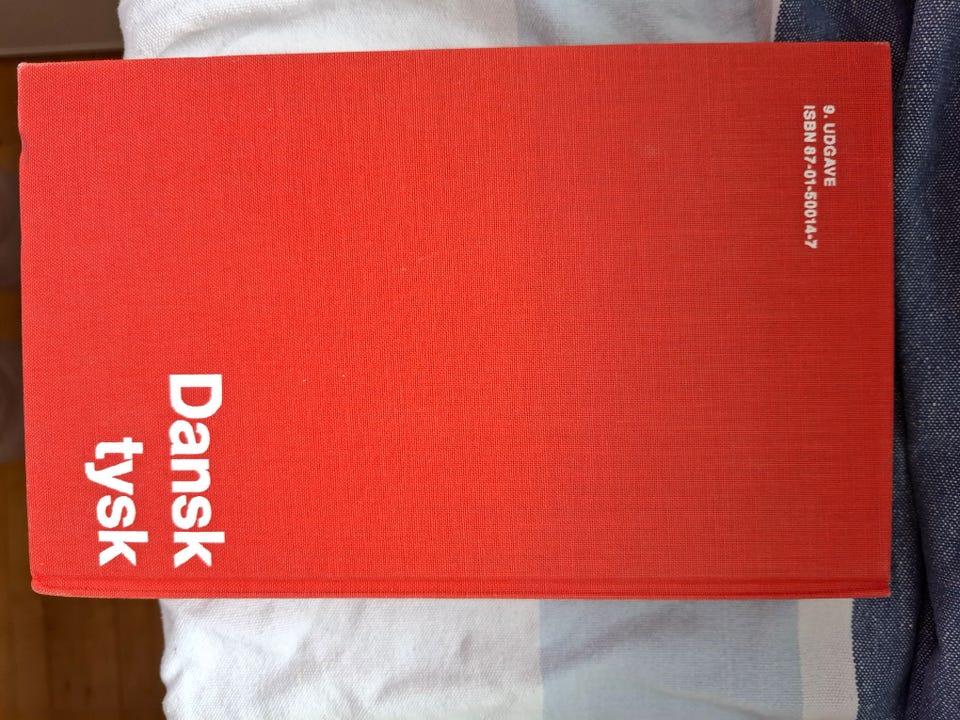 9. UDGAVE
ISBN 87-01-50014-7
Dansk
tysk